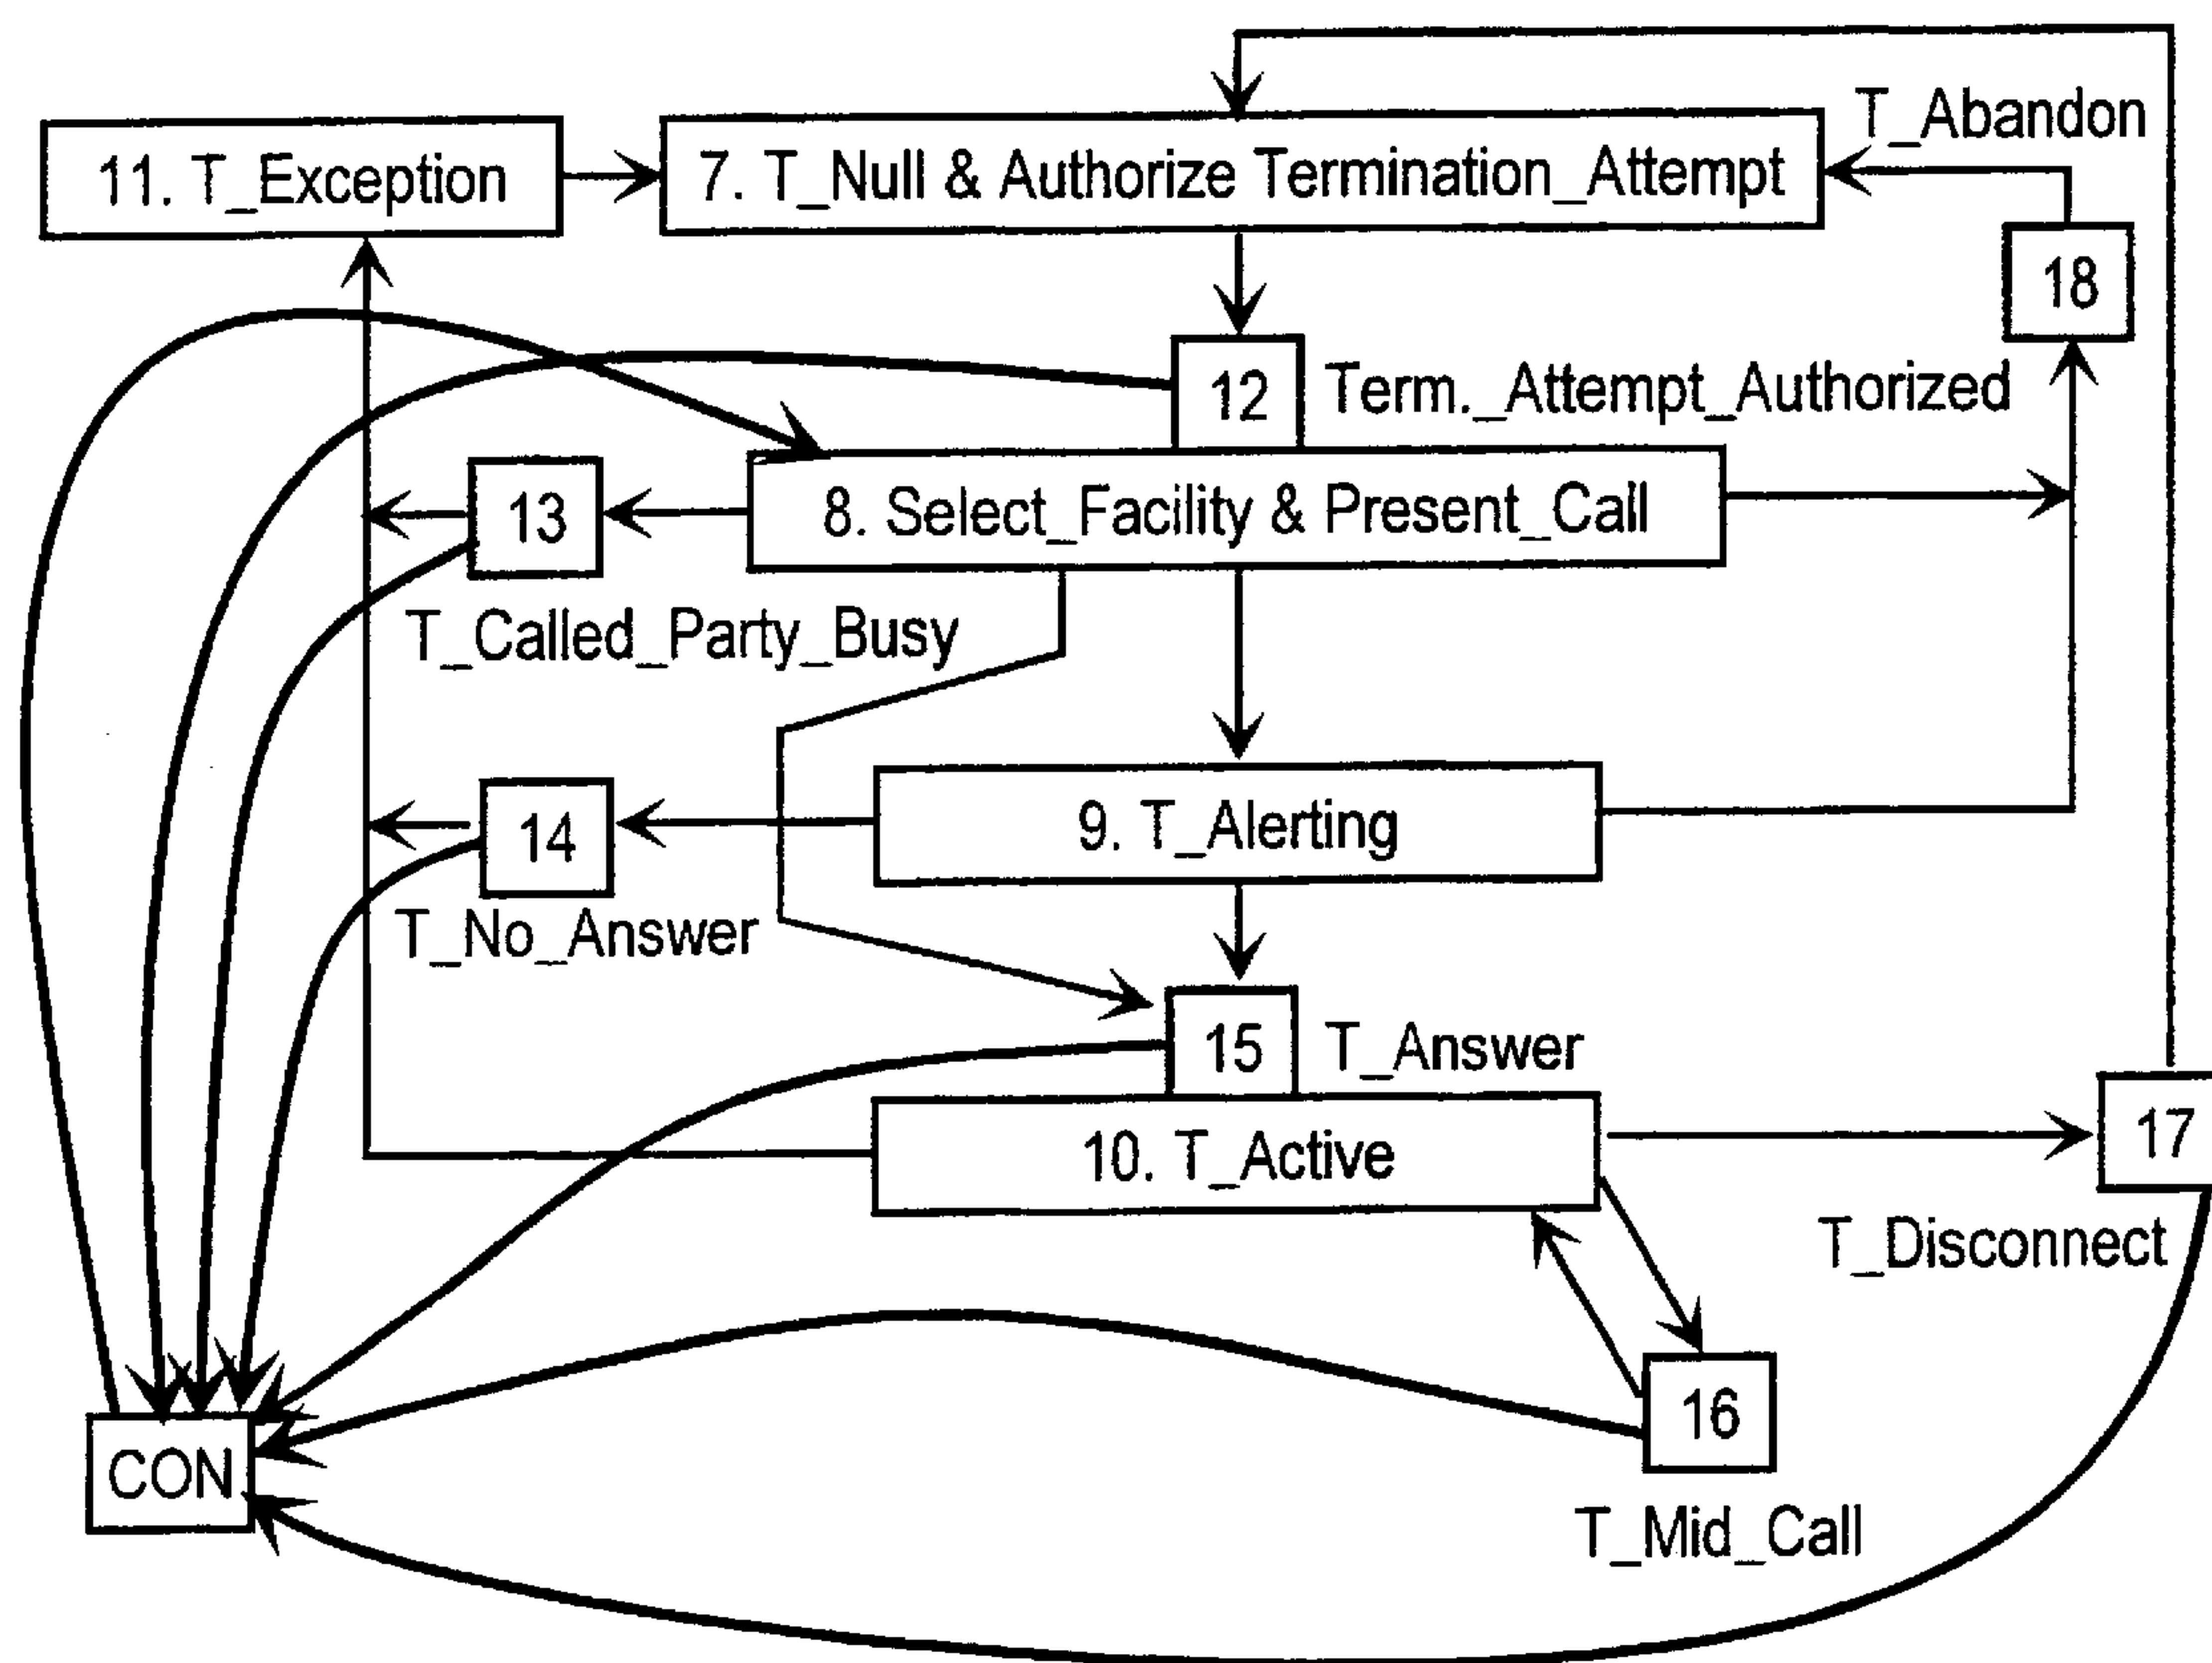 T_Abandon
11. T_Exception
7. T_Null & Authorize Termination_Attempt
18
12
Term._Attempt_Authorized
13
8. Select_Facility & Present_Call
T_Called_Party_Busy
14
9. T_Alerting
T_No_Answer
15
T_Answer
10. T_Active
17
T_Disconnect
16
CON
T_Mid_Call